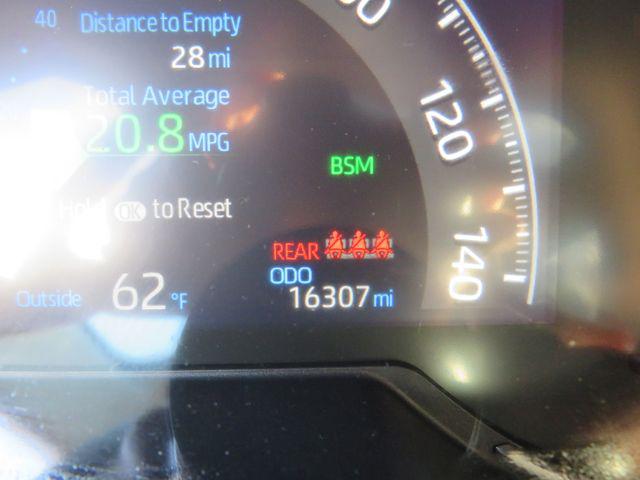 40
Distance to Empty
28 mi
Total Average
20.8 MPG
120
BSM
Hold OK to Reset
REAR
140
ODO
Outside 62 °F
16307 mi